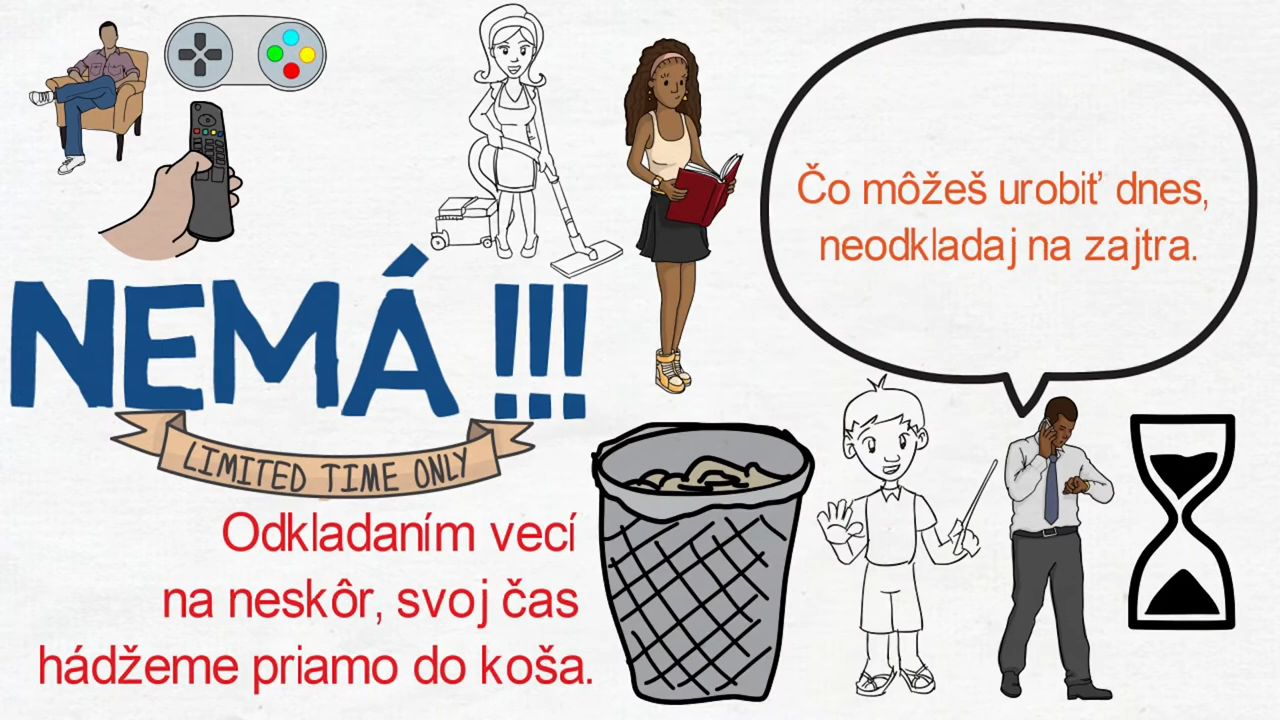 Čo môžeš urobiť dnes,
neodkladaj na zajtra.
NEMÁ !!!
LIMITED TIME ONLY
Odkladaním vecí
na neskôr, svoj čas
hádžeme priamo do koša.